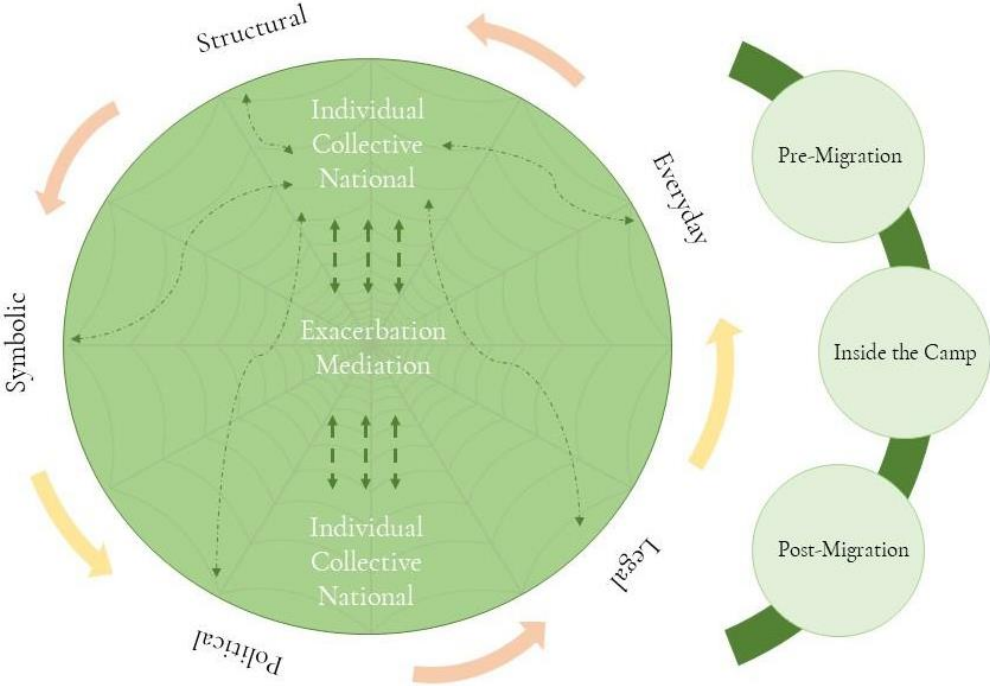 Structural
Individual
Collective
National
Everyday
Symbolic
Exacerbation
Mediation
Individual
Collective
National
Legal
Political
Pre-Migration
Inside the Camp
Post-Migration